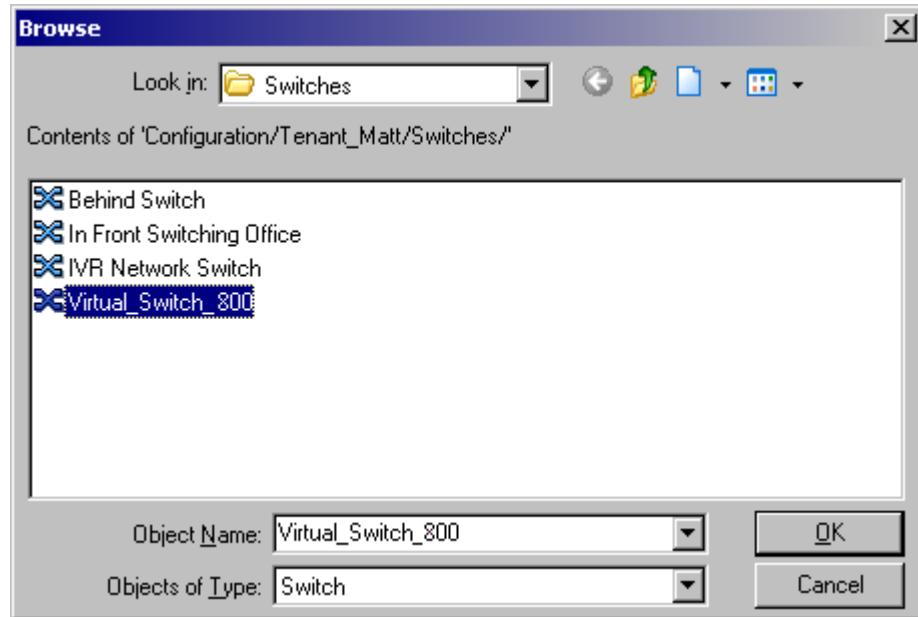 Browse
Look in: Switches
Contents of 'Configuration/Tenant_Matt/Switches/'
Behind Switch
In Front Switching Office
IVR Network Switch
Virtual_Switch_800
Object Name: Virtual_Switch_800
OK
Objects of Type: Switch
Cancel